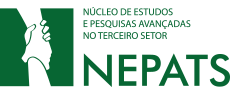 NÚCLEO DE ESTUDOS
E PESQUISAS AVANÇADAS
NO TERCEIRO SETOR
NEPATS